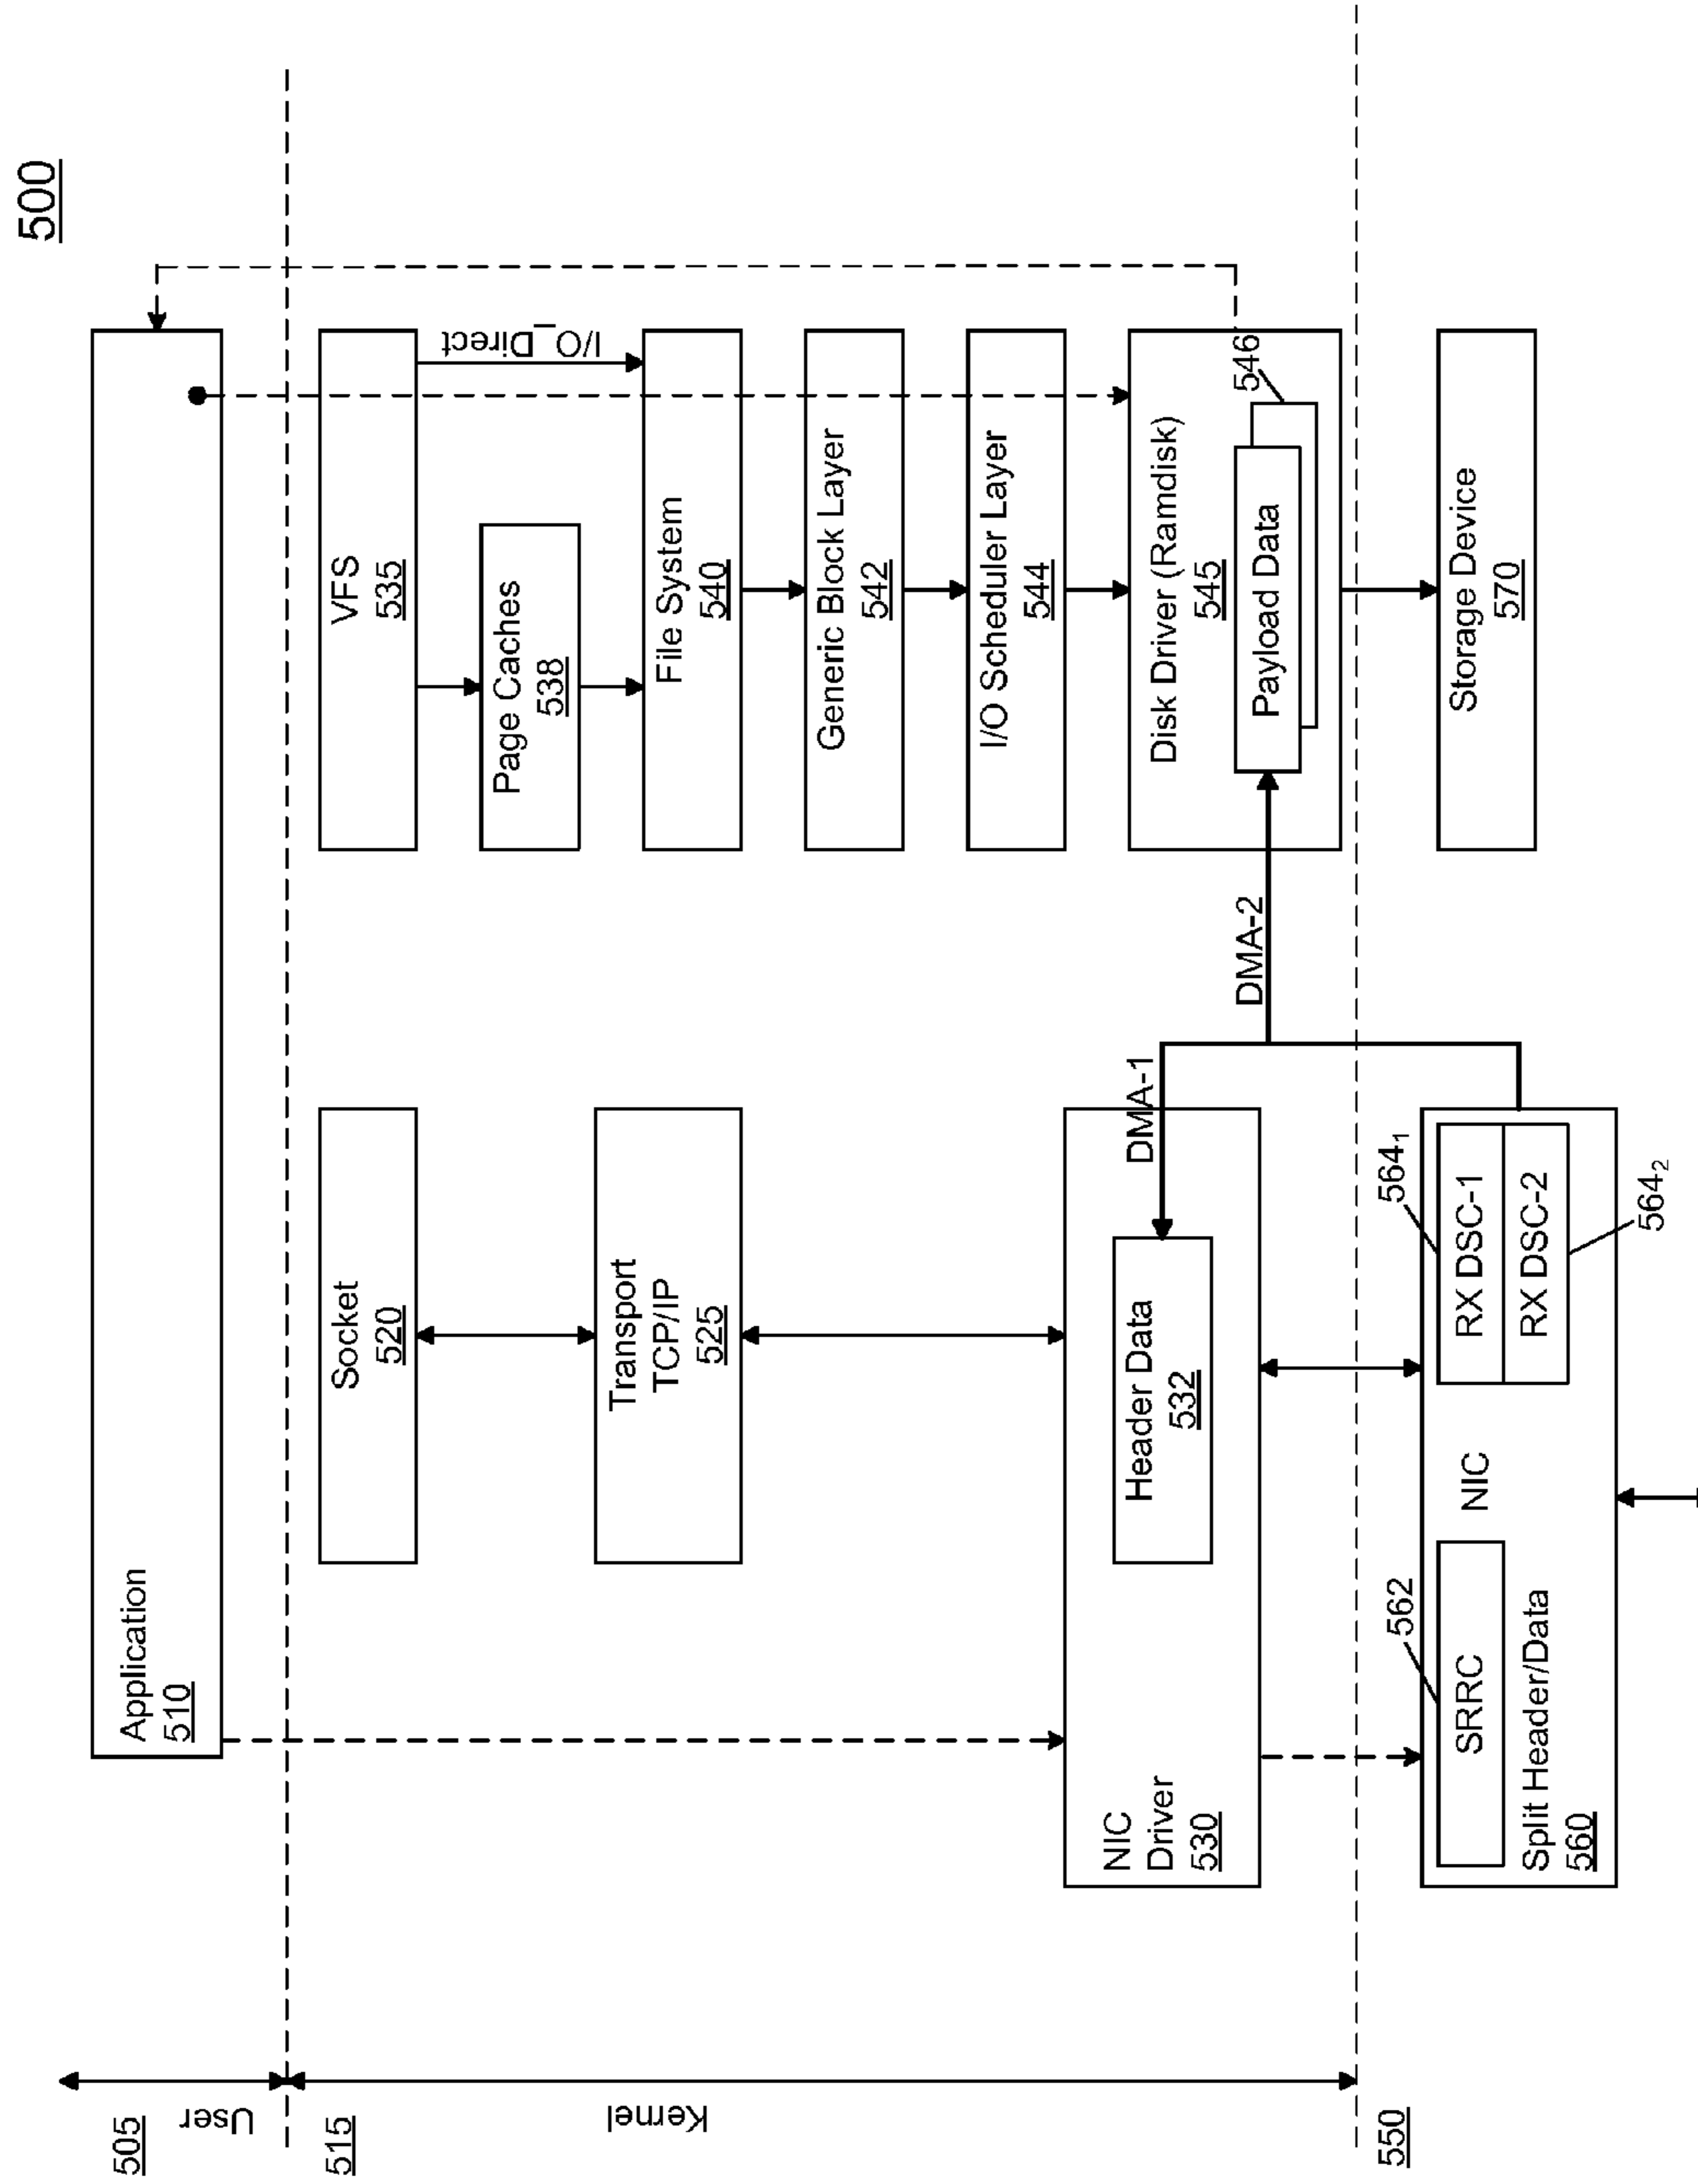 500
505
User
Application
510
515
Kernel
Socket
520
VFS
535
I/O_Direct
Page Caches
538
Transport
TCP/IP
525
File System
540
Generic Block Layer
542
I/O Scheduler Layer
544
NIC
Driver
530
Header Data
532
DMA-1
DMA-2
Disk Driver (Ramdisk)
545
Payload Data
546
550
562
SRRC
NIC
Split Header/Data
560
564₁
RX DSC-1
RX DSC-2
564₂
Storage Device
570